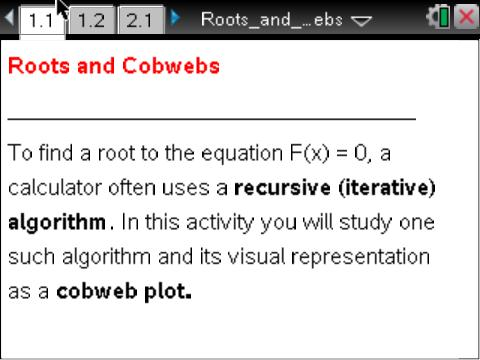 1.1 1.2 2.1 Roots_and_...ebs
Roots and Cobwebs
To find a root to the equation F(x) = 0, a
calculator often uses a recursive (iterative)
algorithm. In this activity you will study one
such algorithm and its visual representation
as a cobweb plot.